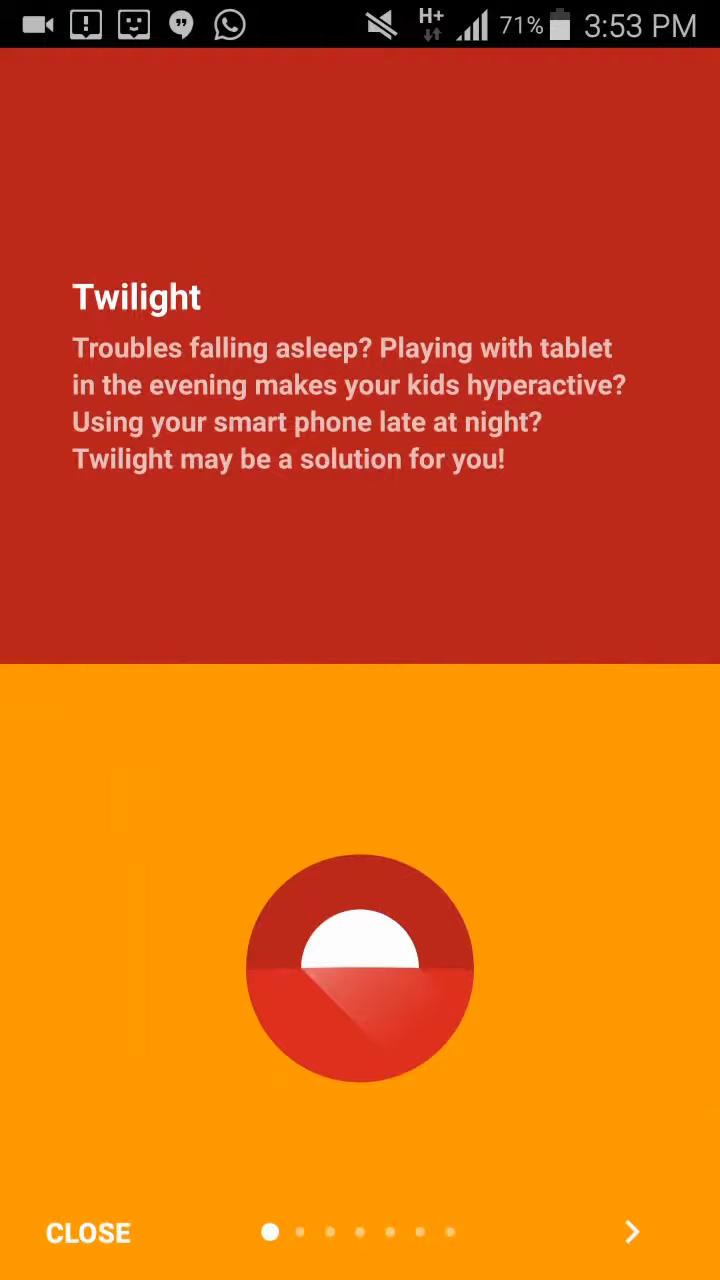 H+ 71% 3:53 PM
Twilight
Troubles falling asleep? Playing with tablet
in the evening makes your kids hyperactive?
Using your smart phone late at night?
Twilight may be a solution for you!
CLOSE